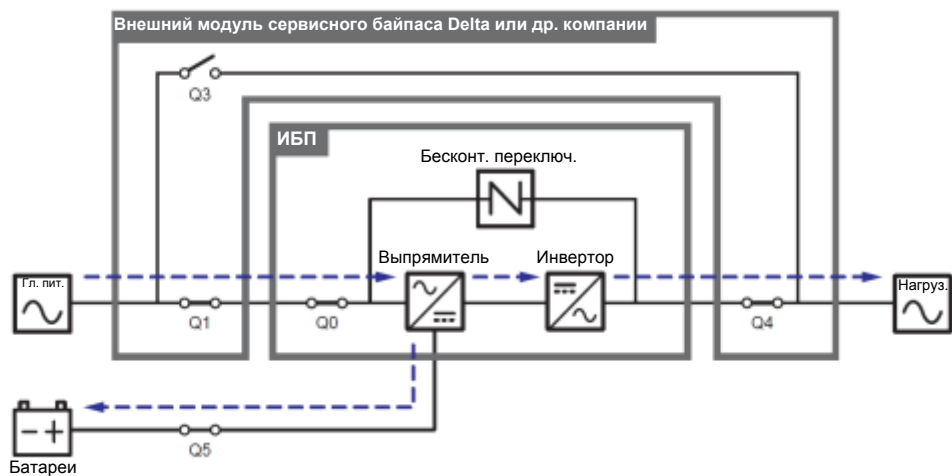 Внешний модуль сервисного байпаса Delta или др. компании
Q3
ИБП
Бесконт. переключ.
Выпрямитель
Инвертор
Гл. пит.
Нагруз.
Q1
Q0
Q4
Q5
Батареи